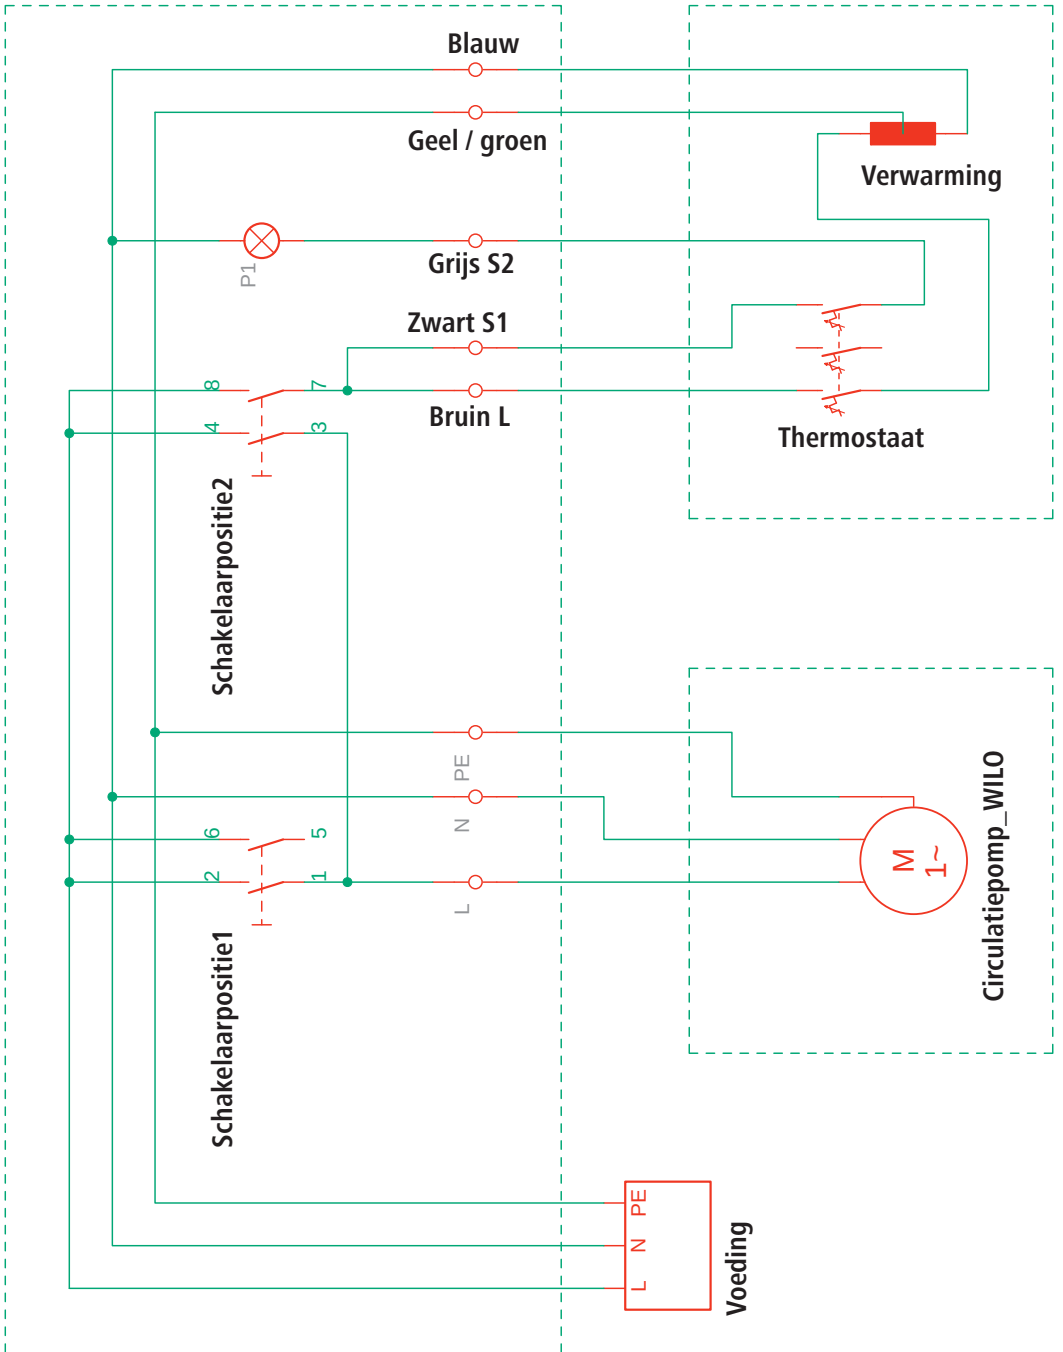 Blauw
Geel / groen
Verwarming
P1
Grijs S2
Zwart S1
8
7
Bruin L
4
3
Thermostaat
Schakelaarpositie2
PE
N
6
5
2
1
L
M
1~
Circulatiepomp_WILO
Schakelaarpositie1
PE
N
L
Voeding